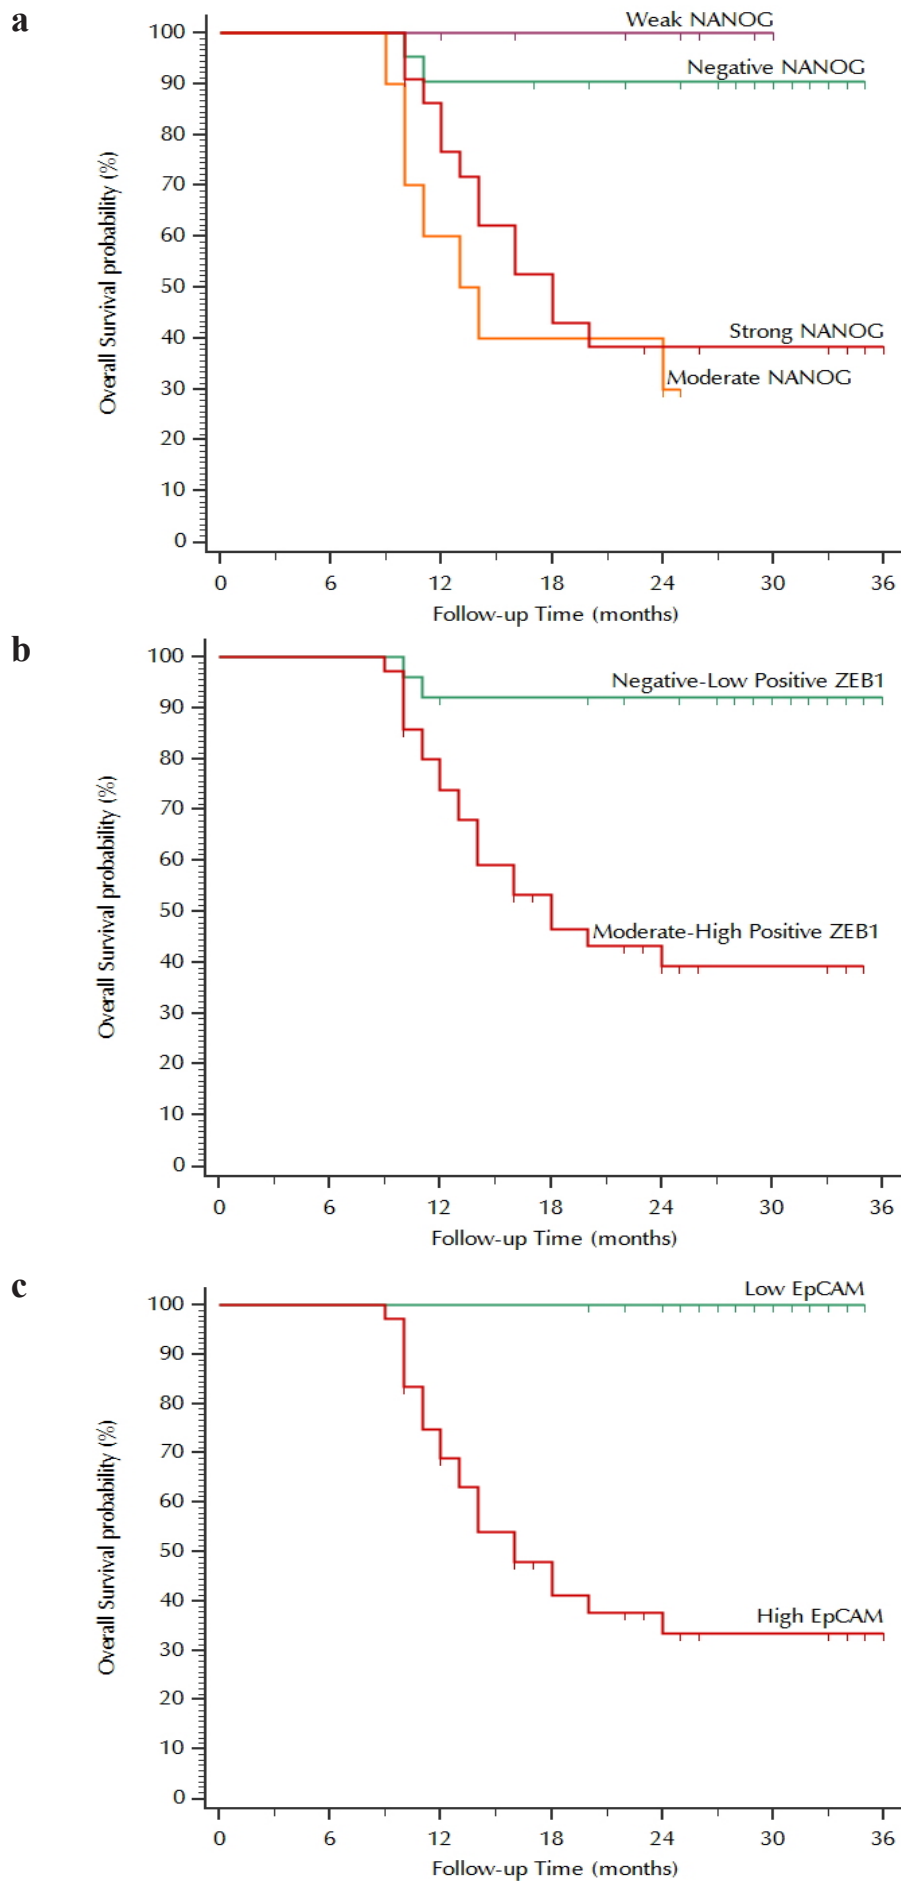 a
Weak NANOG
Negative NANOG
Strong NANOG
Moderate NANOG
Overall Survival probability (%)
100
90
80
70
60
50
40
30
20
10
0
0 6 12 18 24 30 36
Follow-up Time (months)
b
Negative-Low Positive ZEB1
Moderate-High Positive ZEB1
Overall Survival probability (%)
100
90
80
70
60
50
40
30
20
10
0
0 6 12 18 24 30 36
Follow-up Time (months)
c
Low EpCAM
High EpCAM
Overall Survival probability (%)
100
90
80
70
60
50
40
30
20
10
0
0 6 12 18 24 30 36
Follow-up Time (months)